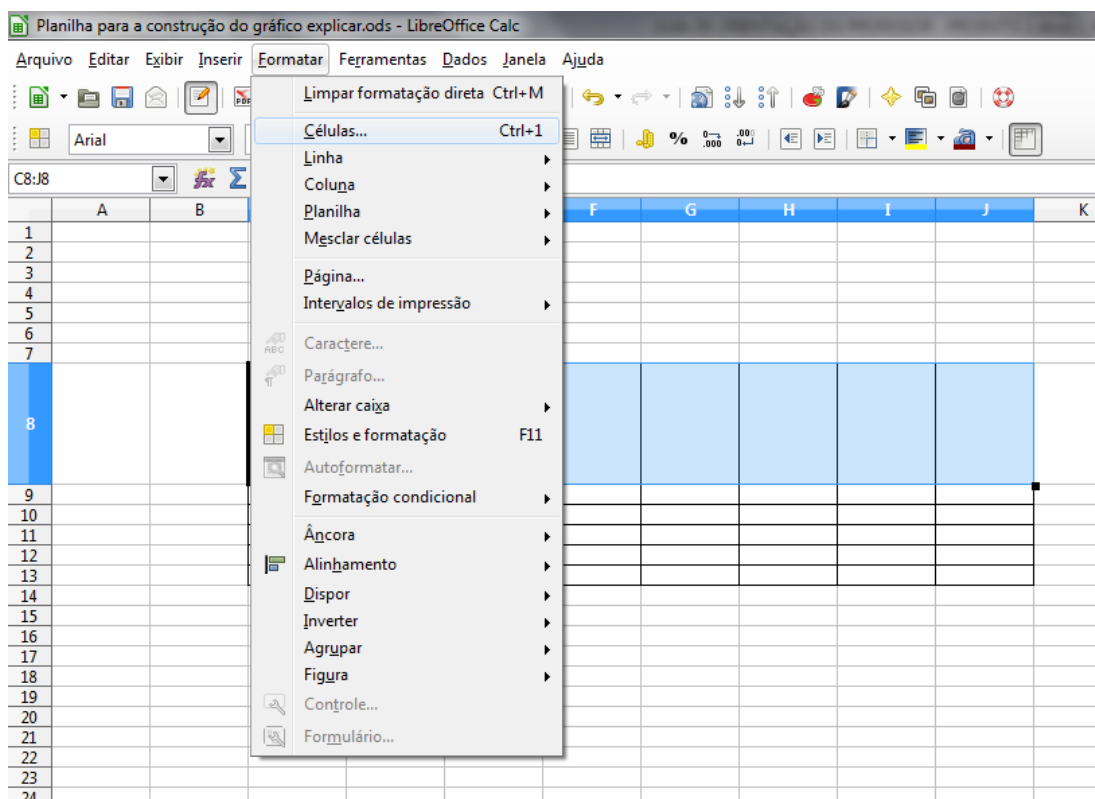 Planilha para a construção do gráfico explicar.ods - LibreOffice Calc
Arquivo Editar Exibir Inserir Formatar Ferramentas Dados Janela Ajuda
Limpar formatação direta Ctrl+M
Arial
Células... Ctrl+1
% 
C8:J8
Linha
Coluna
Planilha
Mesclar células
Página...
Intervalos de impressão
ABC Caractere...
Parágrafo...
Alterar caixa
Estilos e formatação F11
Autoformatar...
Formatação condicional
Âncora
Alinhamento
Dispor
Inverter
Agrupar
Figura
Controle...
Formulário...
A B F G H I J K
1
2
3
4
5
6
7
8
9
10
11
12
13
14
15
16
17
18
19
20
21
22
23
24